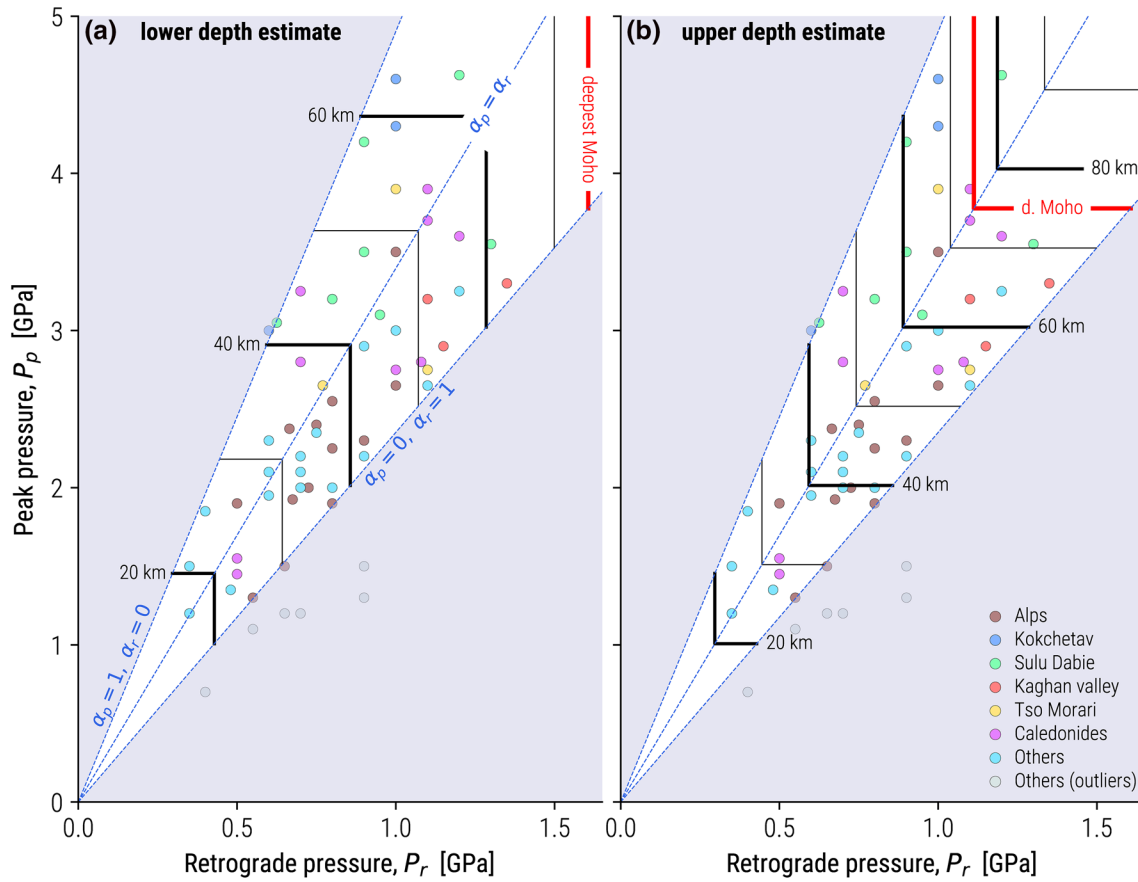 (a) lower depth estimate
(b) upper depth estimate
Peak pressure, Pₚ [GPa]
5
4
3
2
1
0
60 km
40 km
20 km
αₚ = αᵣ
deepest Moho
αₚ = 1, αᵣ = 0
αₚ = 0, αᵣ = 1
0.0
0.5
1.0
1.5
Retrograde pressure, Pᵣ [GPa]
80 km
d. Moho
60 km
40 km
20 km
Alps
Kokchetav
Sulu Dabie
Kaghan valley
Tso Morari
Caledonides
Others
Others (outliers)
0.0
0.5
1.0
1.5
Retrograde pressure, Pᵣ [GPa]